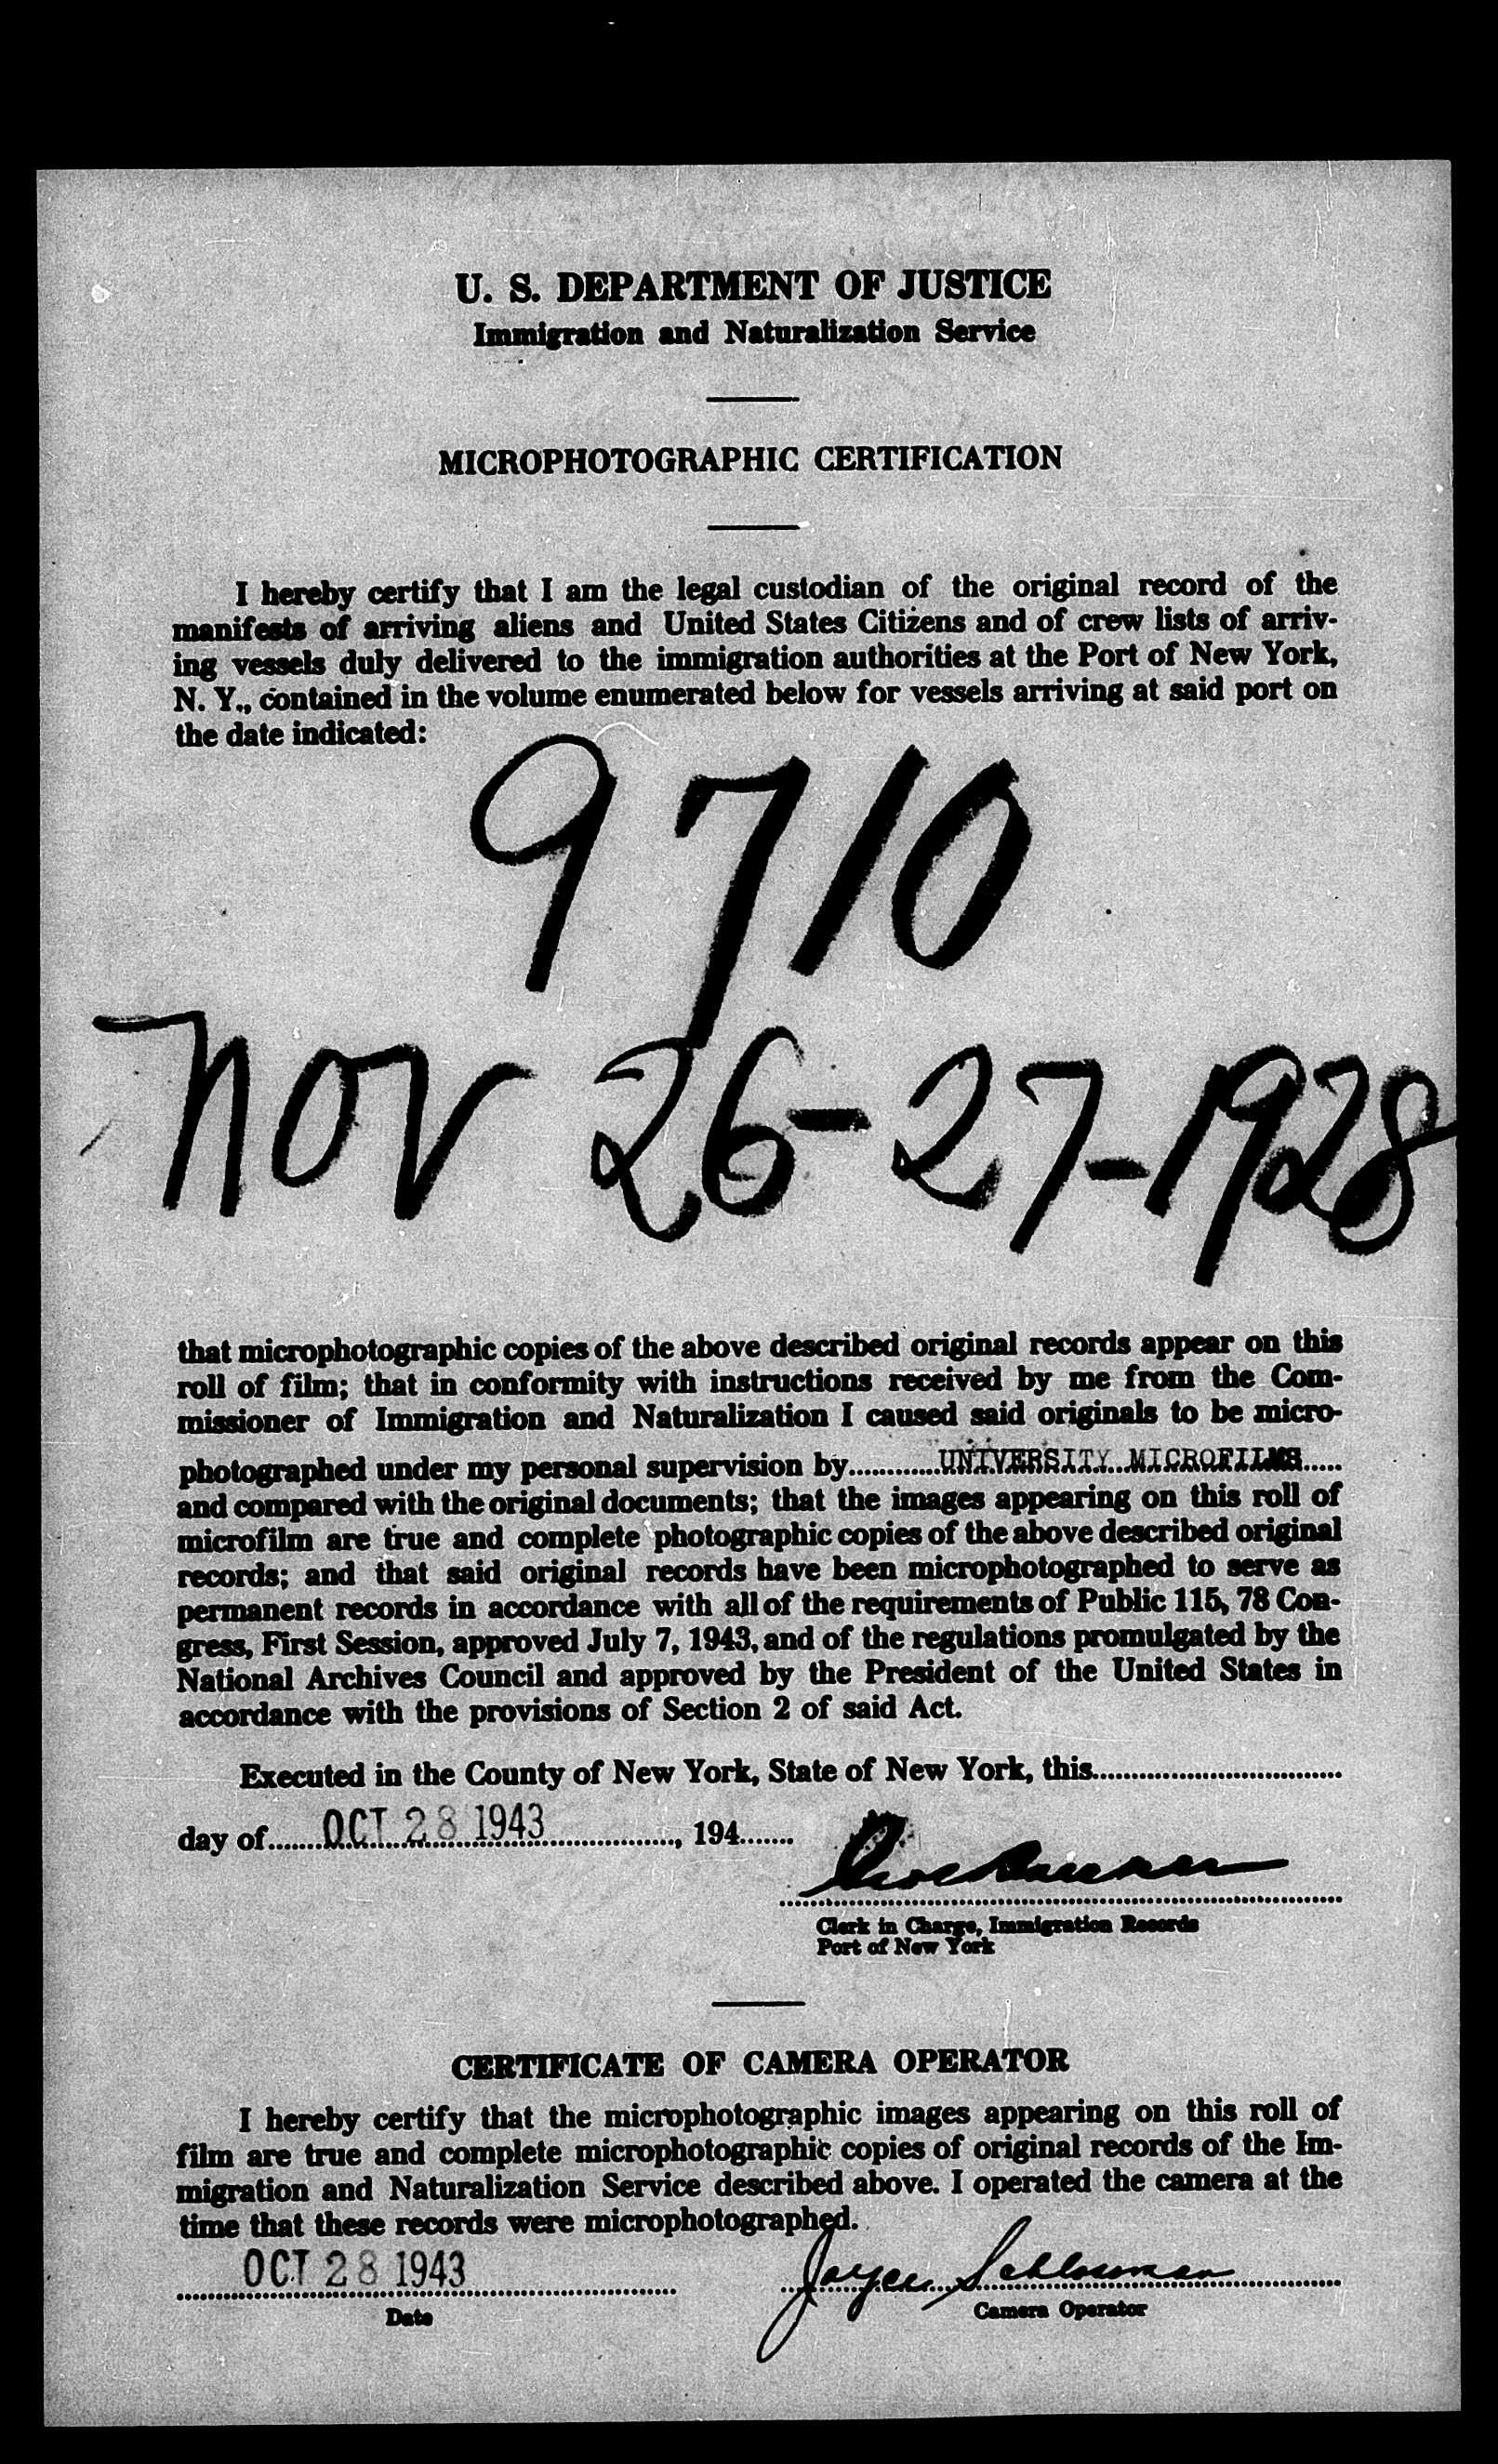 U. S. DEPARTMENT OF JUSTICE
Immigration and Naturalization Service
MICROPHOTOGRAPHIC CERTIFICATION
I hereby certify that I am the legal custodian of the original record of the
manifests of arriving aliens and United States Citizens and of crew lists of arriv-
ing vessels duly delivered to the immigration authorities at the Port of New York,
N. Y., contained in the volume enumerated below for vessels arriving at said port on
the date indicated:
9710
Nov 26-27-1928
that microphotographic copies of the above described original records appear on this
roll of film; that in conformity with instructions received by me from the Com-
missioner of Immigration and Naturalization I caused said originals to be micro-
photographed under my personal supervision by............UNIVERSITY MICROFILMS.....
and compared with the original documents; that the images appearing on this roll of
microfilm are true and complete photographic copies of the above described original
records; and that said original records have been microphotographed to serve as
permanent records in accordance with all of the requirements of Public 115, 78 Con-
gress, First Session, approved July 7, 1943, and of the regulations promulgated by the
National Archives Council and approved by the President of the United States in
accordance with the provisions of Section 2 of said Act.
Executed in the County of New York, State of New York, this................................
day of.......OCT 28 1943................., 194.......
Clerk in Charge, Immigration Records
Port of New York
CERTIFICATE OF CAMERA OPERATOR
I hereby certify that the microphotographic images appearing on this roll of
film are true and complete microphotographic copies of original records of the Im-
migration and Naturalization Service described above. I operated the camera at the
time that these records were microphotographed.
OCT 28 1943
Date
Camera Operator